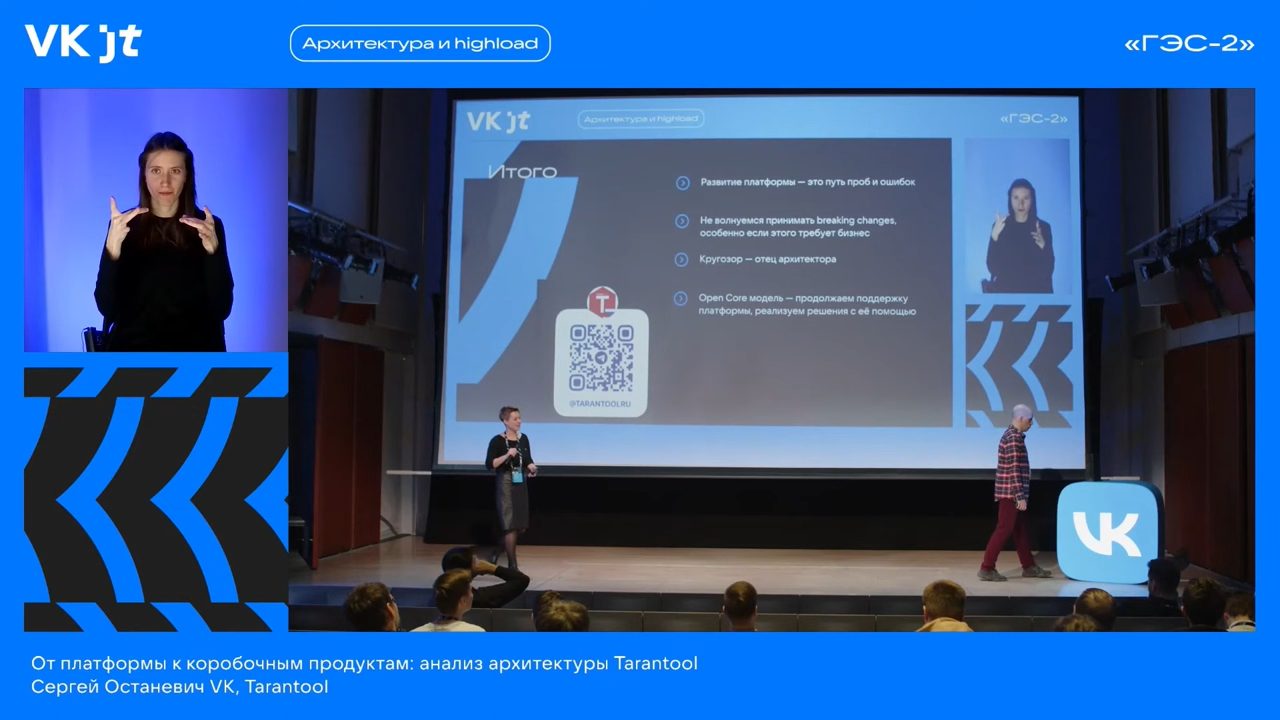 VK jt
Архитектура и highload
«ГЭС-2»
VK jt
Архитектура и highload
«ГЭС-2»
Итого
Развитие платформы — это путь проб и ошибок
Не волнуемся принимать breaking changes,
особенно если этого требует бизнес
Кругозор — отец архитектора
Open Core модель — продолжаем поддержку
платформы, реализуем решения с её помощью
T
@TARANTOOLRU
VK
От платформы к коробочным продуктам: анализ архитектуры Tarantool
Сергей Останевич VK, Tarantool